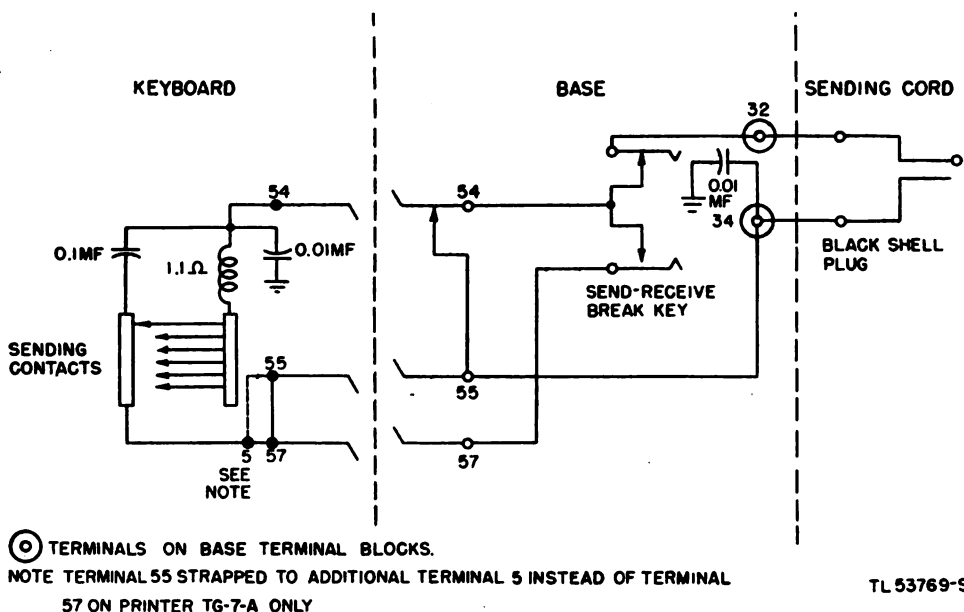 KEYBOARD
BASE
SENDING CORD
32
54
54
0.01
MF
34
0.1MF
0.01MF
1.1Ω
BLACK SHELL
PLUG
SEND-RECEIVE
BREAK KEY
SENDING
CONTACTS
55
55
5
57
57
SEE
NOTE
TERMINALS ON BASE TERMINAL BLOCKS.
NOTE TERMINAL 55 STRAPPED TO ADDITIONAL TERMINAL 5 INSTEAD OF TERMINAL
57 ON PRINTER TG-7-A ONLY
TL 53769-S